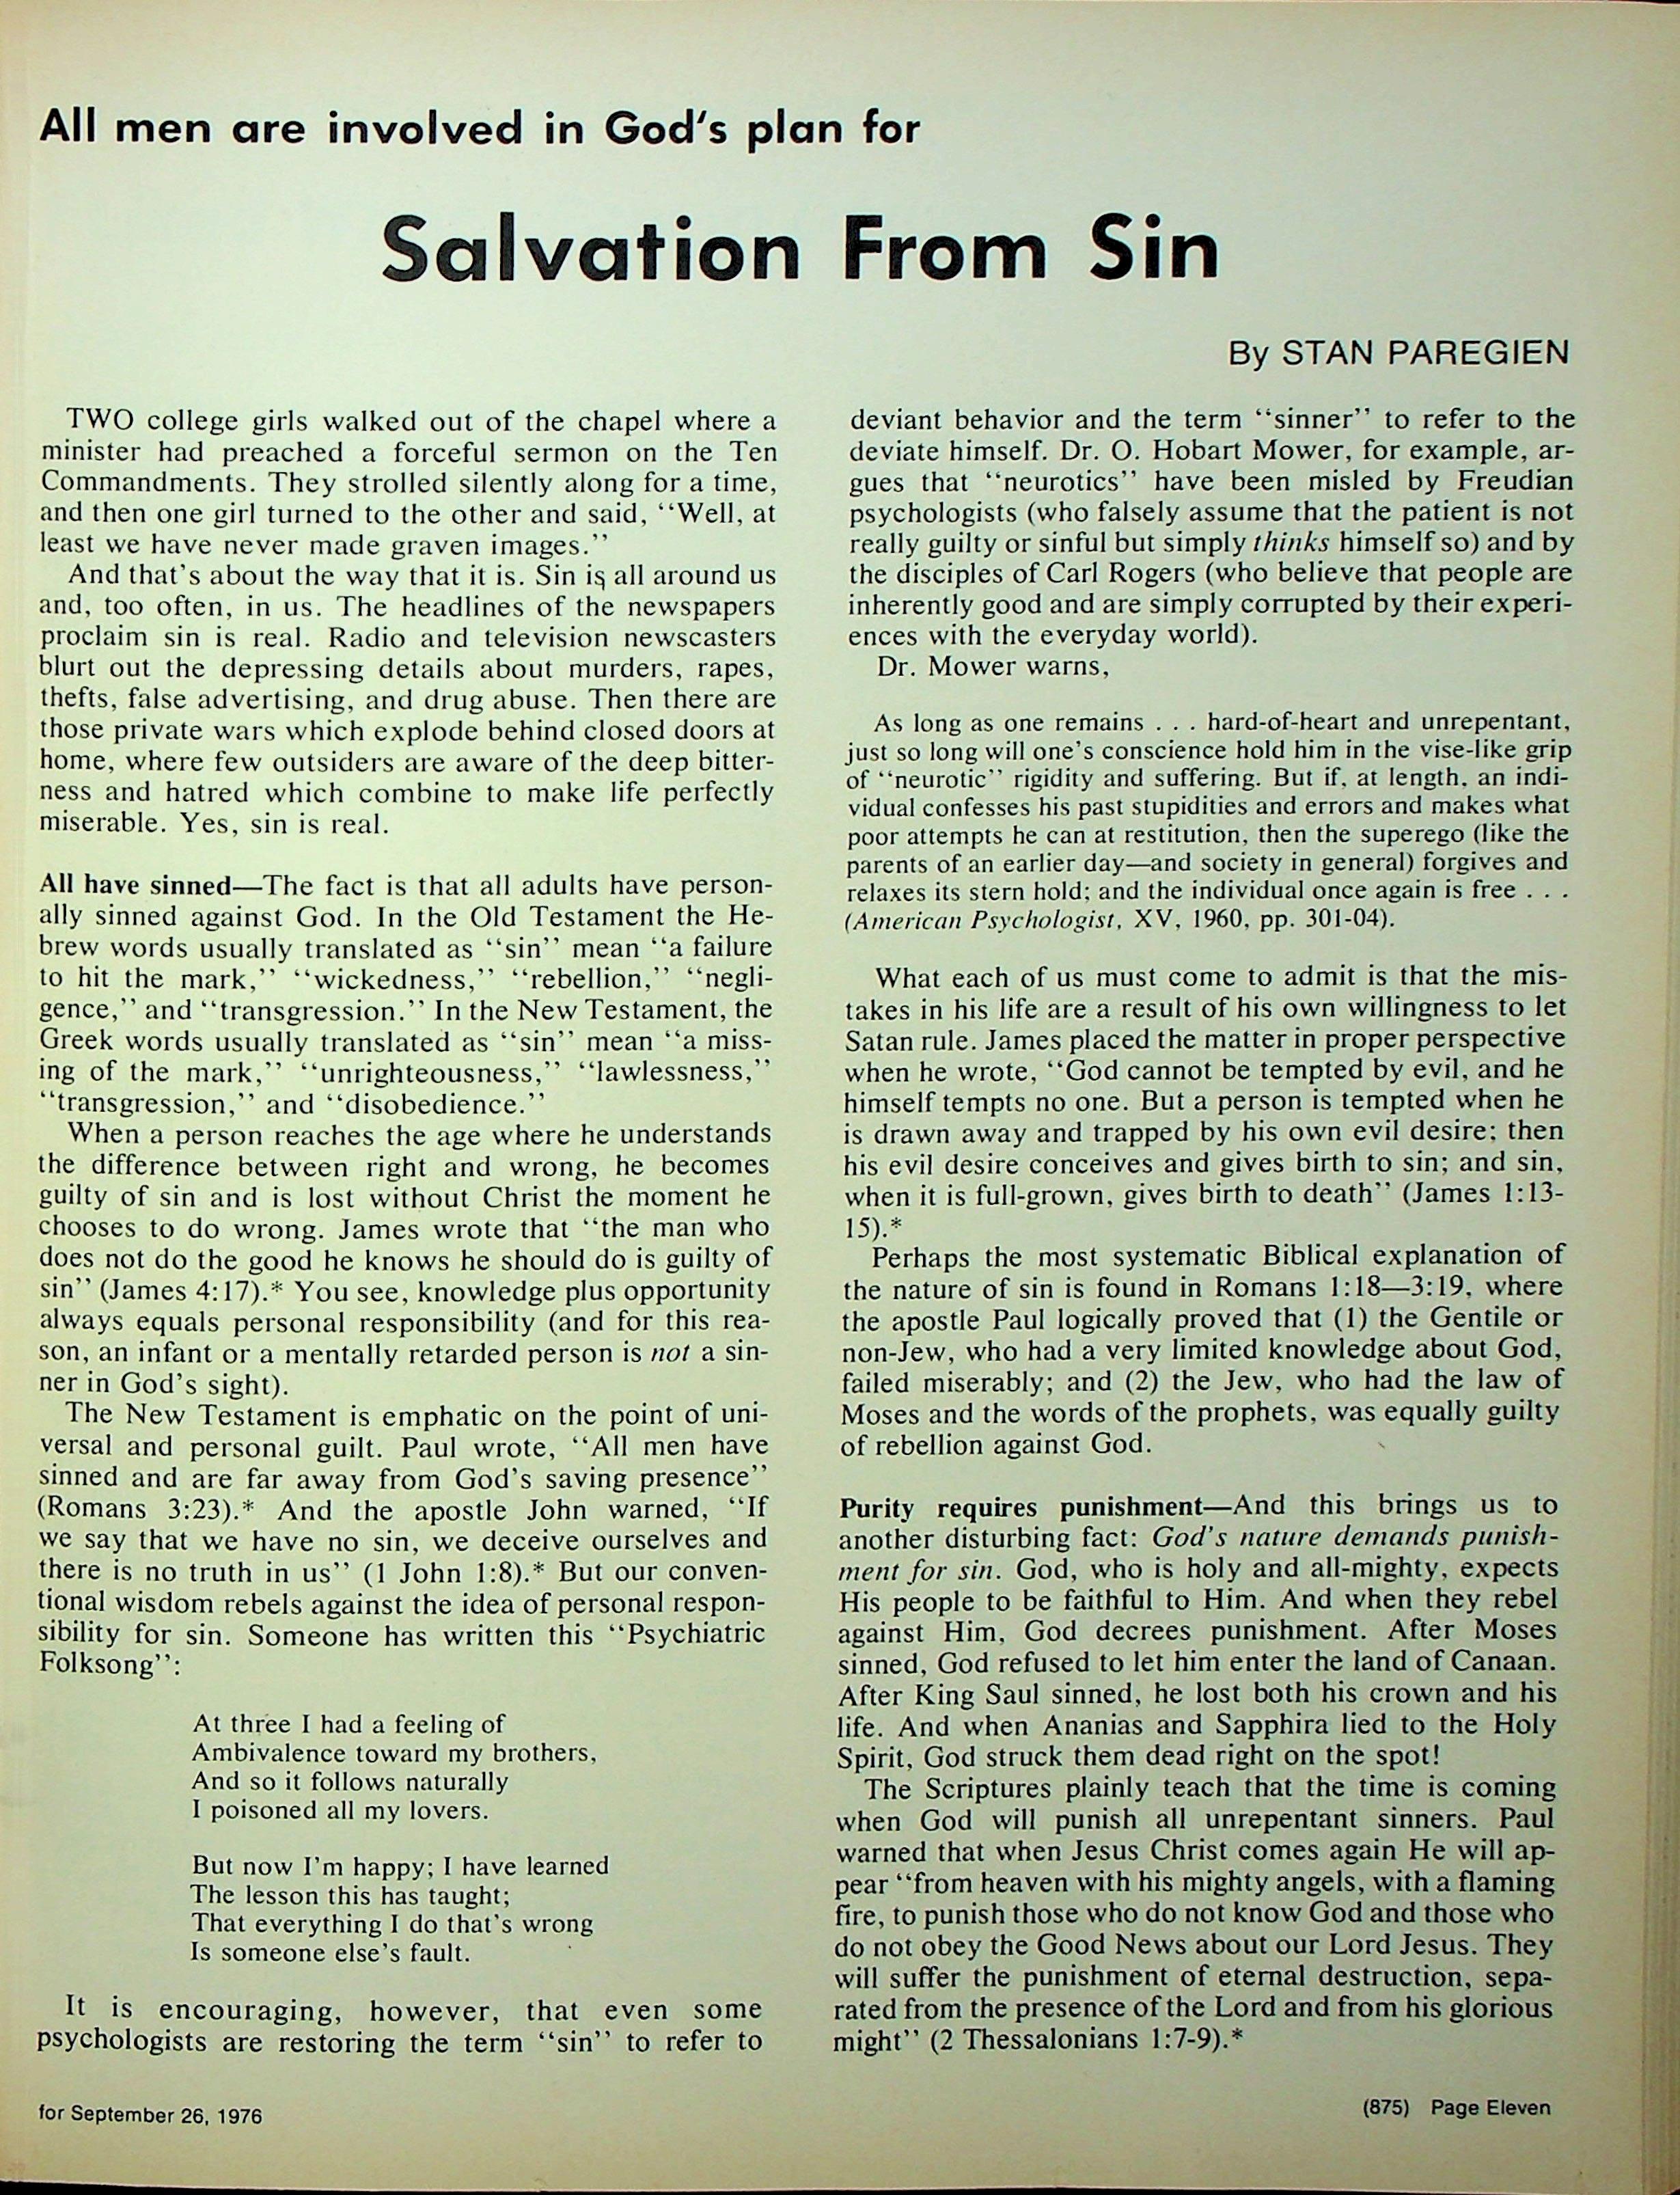 All men are involved in God's plan for
Salvation From Sin
By STAN PAREGIEN
TWO college girls walked out of the chapel where a
minister had preached a forceful sermon on the Ten
Commandments. They strolled silently along for a time,
and then one girl turned to the other and said, "Well, at
least we have never made graven images."
And that's about the way that it is. Sin is all around us
and, too often, in us. The headlines of the newspapers
proclaim sin is real. Radio and television newscasters
blurt out the depressing details about murders, rapes,
thefts, false advertising, and drug abuse. Then there are
those private wars which explode behind closed doors at
home, where few outsiders are aware of the deep bitter-
ness and hatred which combine to make life perfectly
miserable. Yes, sin is real.
All have sinned—The fact is that all adults have person-
ally sinned against God. In the Old Testament the He-
brew words usually translated as "sin" mean "a failure
to hit the mark," "wickedness," "rebellion," "negli-
gence," and "transgression." In the New Testament, the
Greek words usually translated as "sin" mean "a miss-
ing of the mark," "unrighteousness," "lawlessness,"
"transgression," and "disobedience."
When a person reaches the age where he understands
the difference between right and wrong, he becomes
guilty of sin and is lost without Christ the moment he
chooses to do wrong. James wrote that "the man who
does not do the good he knows he should do is guilty of
sin" (James 4:17).* You see, knowledge plus opportunity
always equals personal responsibility (and for this rea-
son, an infant or a mentally retarded person is not a sin-
ner in God's sight).
The New Testament is emphatic on the point of uni-
versal and personal guilt. Paul wrote, "All men have
sinned and are far away from God's saving presence"
(Romans 3:23).* And the apostle John warned, "If
we say that we have no sin, we deceive ourselves and
there is no truth in us" (1 John 1:8).* But our conven-
tional wisdom rebels against the idea of personal respon-
sibility for sin. Someone has written this "Psychiatric
Folksong":
At three I had a feeling of
Ambivalence toward my brothers,
And so it follows naturally
I poisoned all my lovers.
But now I'm happy; I have learned
The lesson this has taught;
That everything I do that's wrong
Is someone else's fault.
It is encouraging, however, that even some
psychologists are restoring the term "sin" to refer to
deviant behavior and the term "sinner" to refer to the
deviate himself. Dr. O. Hobart Mower, for example, ar-
gues that "neurotics" have been misled by Freudian
psychologists (who falsely assume that the patient is not
really guilty or sinful but simply thinks himself so) and by
the disciples of Carl Rogers (who believe that people are
inherently good and are simply corrupted by their experi-
ences with the everyday world).
Dr. Mower warns,
As long as one remains . . . hard-of-heart and unrepentant,
just so long will one's conscience hold him in the vise-like grip
of "neurotic" rigidity and suffering. But if, at length, an indi-
vidual confesses his past stupidities and errors and makes what
poor attempts he can at restitution, then the superego (like the
parents of an earlier day—and society in general) forgives and
relaxes its stern hold; and the individual once again is free . . .
(American Psychologist, XV, 1960, pp. 301-04).
What each of us must come to admit is that the mis-
takes in his life are a result of his own willingness to let
Satan rule. James placed the matter in proper perspective
when he wrote, "God cannot be tempted by evil, and he
himself tempts no one. But a person is tempted when he
is drawn away and trapped by his own evil desire; then
his evil desire conceives and gives birth to sin; and sin,
when it is full-grown, gives birth to death" (James 1:13-
15).*
Perhaps the most systematic Biblical explanation of
the nature of sin is found in Romans 1:18—3:19, where
the apostle Paul logically proved that (1) the Gentile or
non-Jew, who had a very limited knowledge about God,
failed miserably; and (2) the Jew, who had the law of
Moses and the words of the prophets, was equally guilty
of rebellion against God.
Purity requires punishment—And this brings us to
another disturbing fact: God's nature demands punish-
ment for sin. God, who is holy and all-mighty, expects
His people to be faithful to Him. And when they rebel
against Him, God decrees punishment. After Moses
sinned, God refused to let him enter the land of Canaan.
After King Saul sinned, he lost both his crown and his
life. And when Ananias and Sapphira lied to the Holy
Spirit, God struck them dead right on the spot!
The Scriptures plainly teach that the time is coming
when God will punish all unrepentant sinners. Paul
warned that when Jesus Christ comes again He will ap-
pear "from heaven with his mighty angels, with a flaming
fire, to punish those who do not know God and those who
do not obey the Good News about our Lord Jesus. They
will suffer the punishment of eternal destruction, sepa-
rated from the presence of the Lord and from his glorious
might" (2 Thessalonians 1:7-9).*
for September 26, 1976
(875) Page Eleven